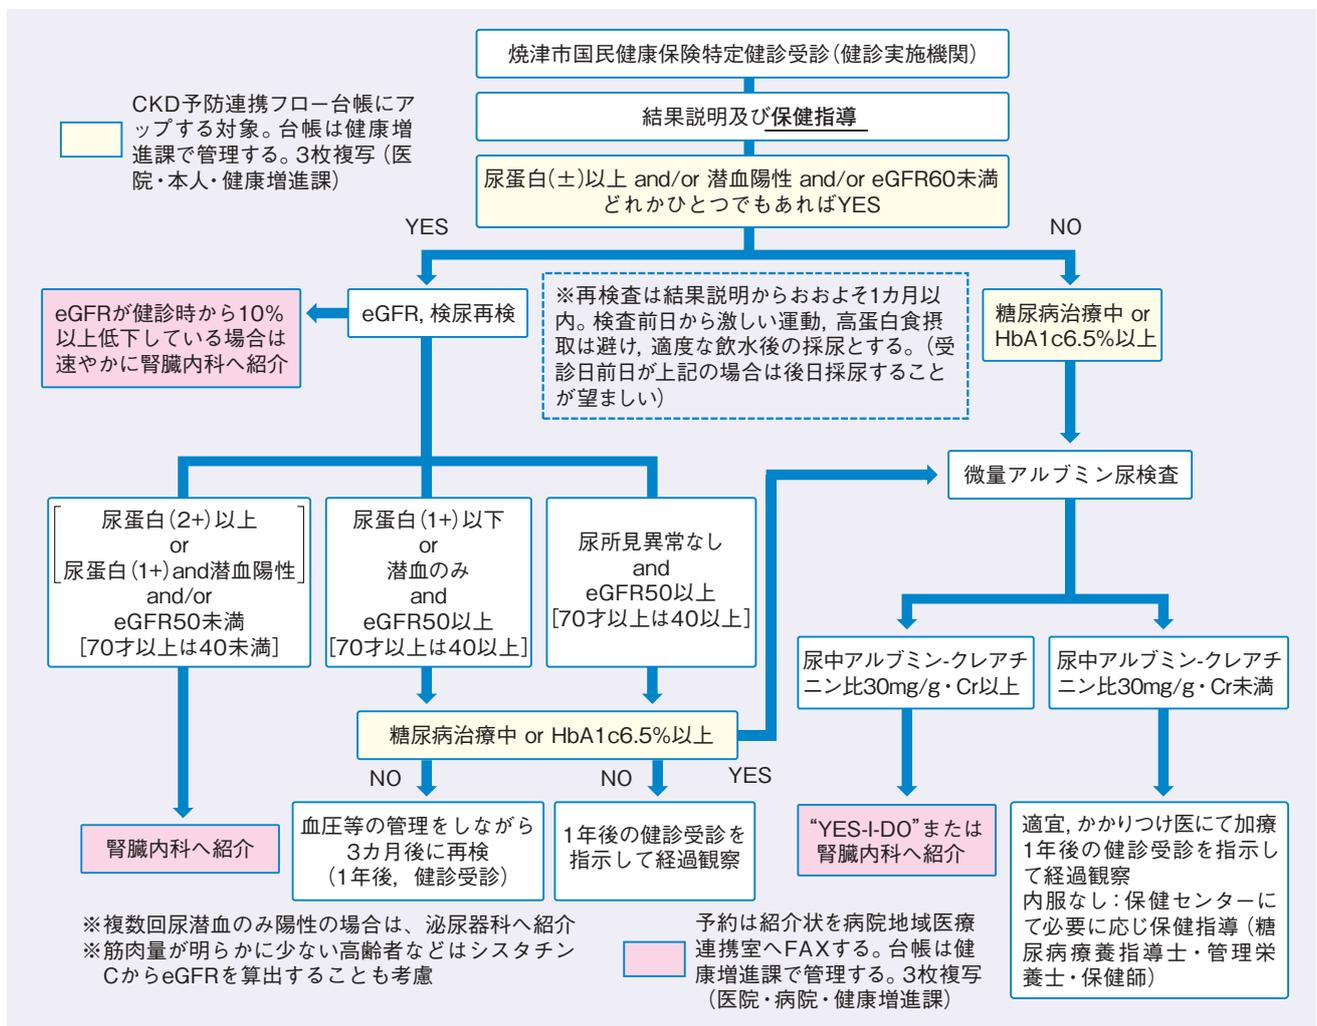 焼津市国民健康保険特定健診受診（健診実施機関）
結果説明及び保健指導
CKD予防連携フロー台帳にア
ップする対象。台帳は健康増
進課で管理する。3枚複写（医
院・本人・健康増進課）
尿蛋白（±）以上 and/or 潜血陽性 and/or eGFR60未満
どれかひとつでもあればYES
YES
NO
eGFRが健診時から10%
以上低下している場合は
速やかに腎臓内科へ紹介
eGFR, 検尿再検
※再検査は結果説明からおおよそ1カ月以
内。検査前日から激しい運動, 高蛋白食摂
取は避け, 適度な飲水後の採尿とする。（受
診日前日が上記の場合は後日採尿すること
が望ましい）
糖尿病治療中 or
HbA1c6.5%以上
微量アルブミン尿検査
尿蛋白（2+）以上
or
尿蛋白（1+）and潜血陽性
and/or
eGFR50未満
[70才以上は40未満]
尿蛋白（1+）以下
or
潜血のみ
and
eGFR50以上
[70才以上は40以上]
尿所見異常なし
and
eGFR50以上
[70才以上は40以上]
尿中アルブミン-クレアチ
ニン比30mg/g・Cr以上
尿中アルブミン-クレアチ
ニン比30mg/g・Cr未満
糖尿病治療中 or HbA1c6.5%以上
NO
NO
YES
腎臓内科へ紹介
血圧等の管理をしながら
3カ月後に再検
（1年後, 健診受診）
1年後の健診受診を
指示して経過観察
“YES-I-DO”または
腎臓内科へ紹介
適宜, かかりつけ医にて加療
1年後の健診受診を指示し
て経過観察
内服なし：保健センターに
て必要に応じ保健指導（糖
尿病療養指導士・管理栄
養士・保健師）
※複数回尿潜血のみ陽性の場合は、泌尿器科へ紹介
※筋肉量が明らかに少ない高齢者などはシスタチン
CからeGFRを算出することも考慮
予約は紹介状を病院地域医療
連携室へFAXする。台帳は健
康増進課で管理する。3枚複写
（医院・病院・健康増進課）